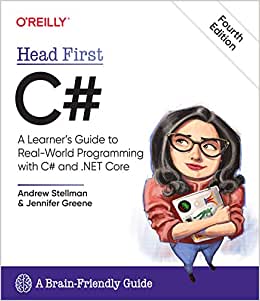 O'REILLY®
Fourth
Edition
Head First
C#
A Learner's Guide to
Real-World Programming
with C# and .NET Core
Andrew Stellman
& Jennifer Greene
A Brain-Friendly Guide